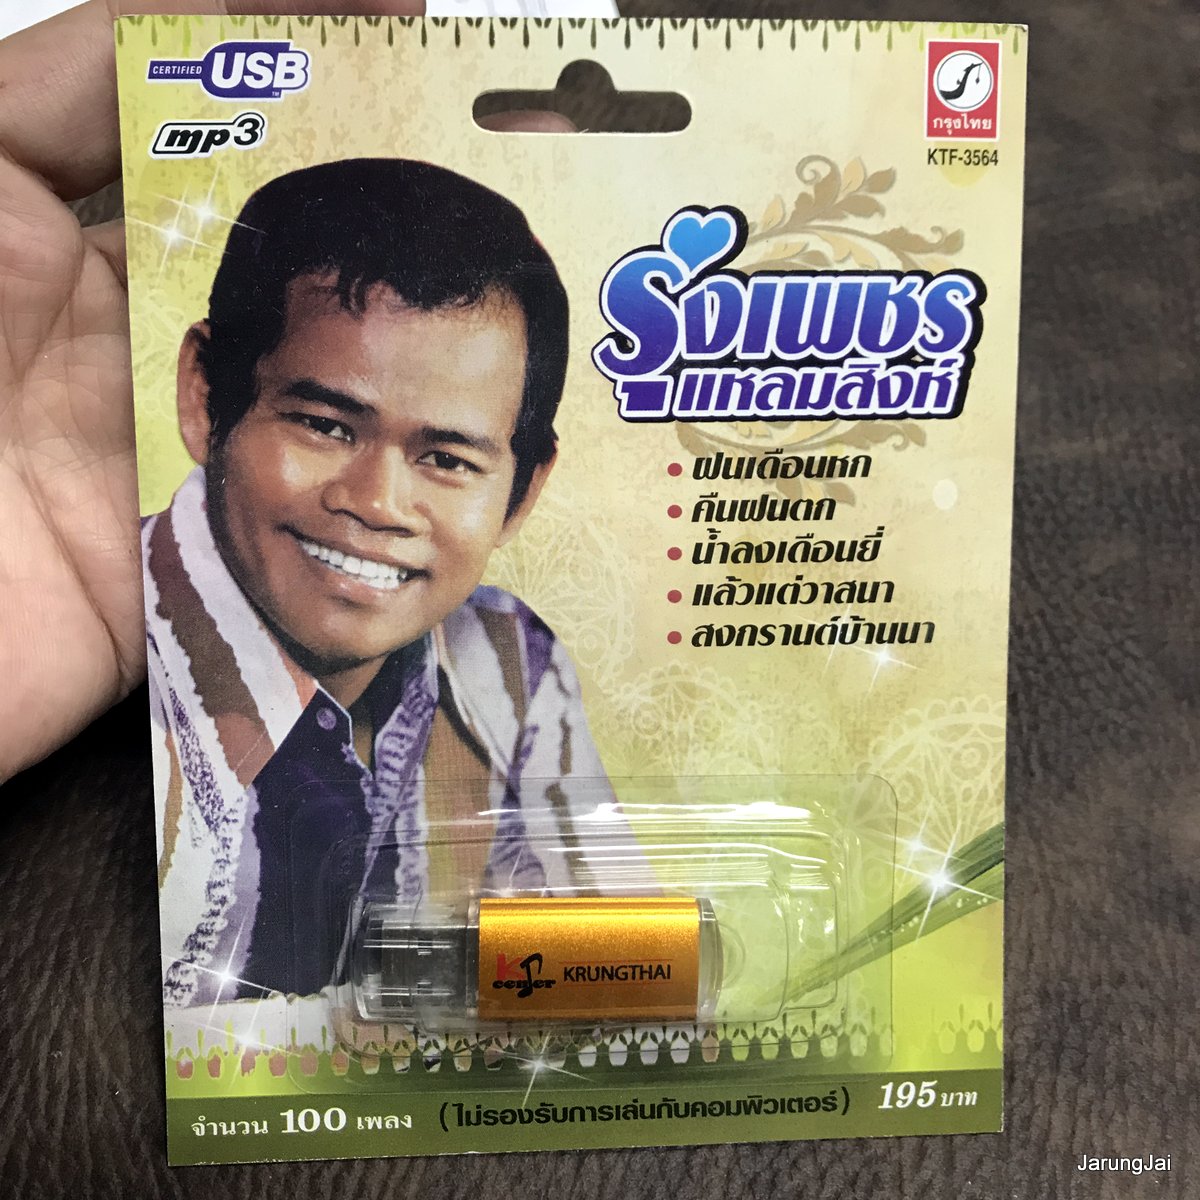 CERTIFIED USB TM
mp3
กรุงไทย
KTF-3564
รุ่งเพชร
แหลมสิงห์
• ฝนเดือนหก
• คืนฝนตก
• น้ำลงเดือนยี่
• แล้วแต่วาสนา
• สงกรานต์บ้านนา
KT center KRUNGTHAI
จำนวน 100 เพลง (ไม่รองรับการเล่นกับคอมพิวเตอร์) 195 บาท
JarungJai